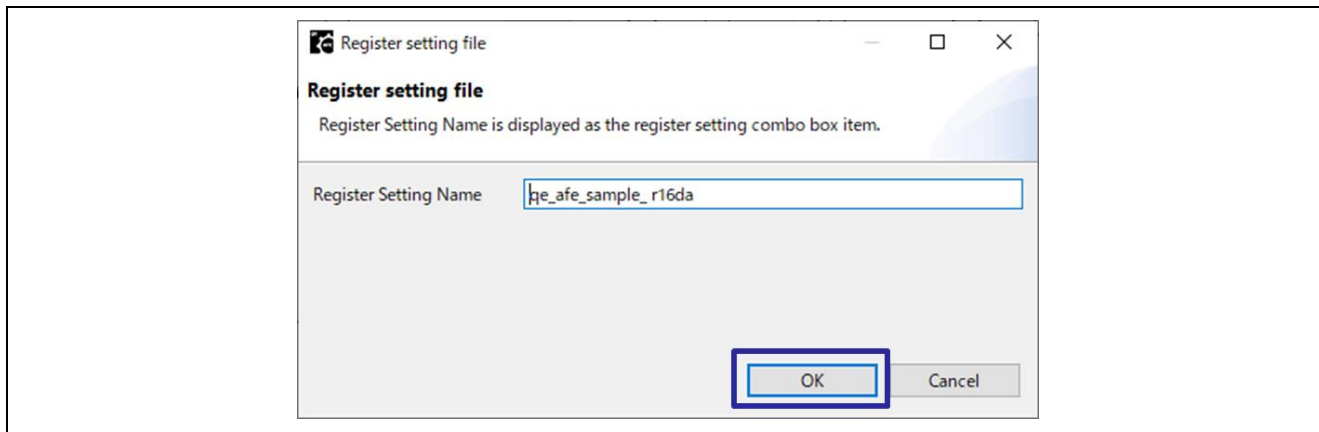 Register setting file
Register setting file
Register Setting Name is displayed as the register setting combo box item.
Register Setting Name qe_afe_sample_ r16da
OK Cancel